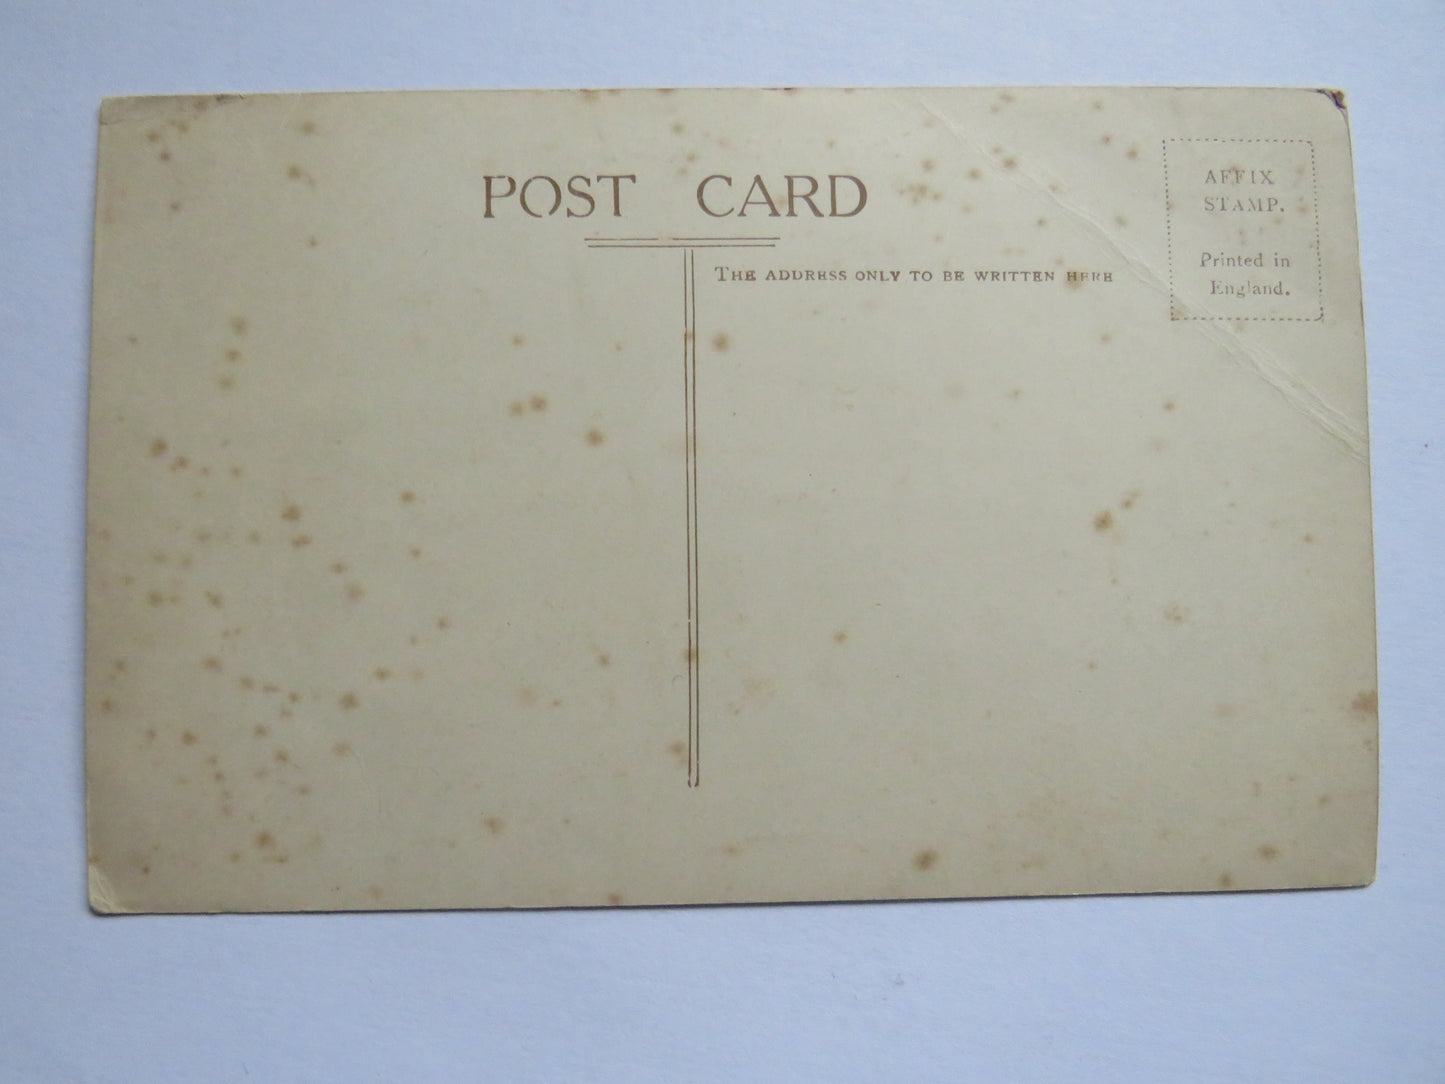 POST CARD
THE ADDRESS ONLY TO BE WRITTEN HERE
AFFIX
STAMP.
Printed in
England.